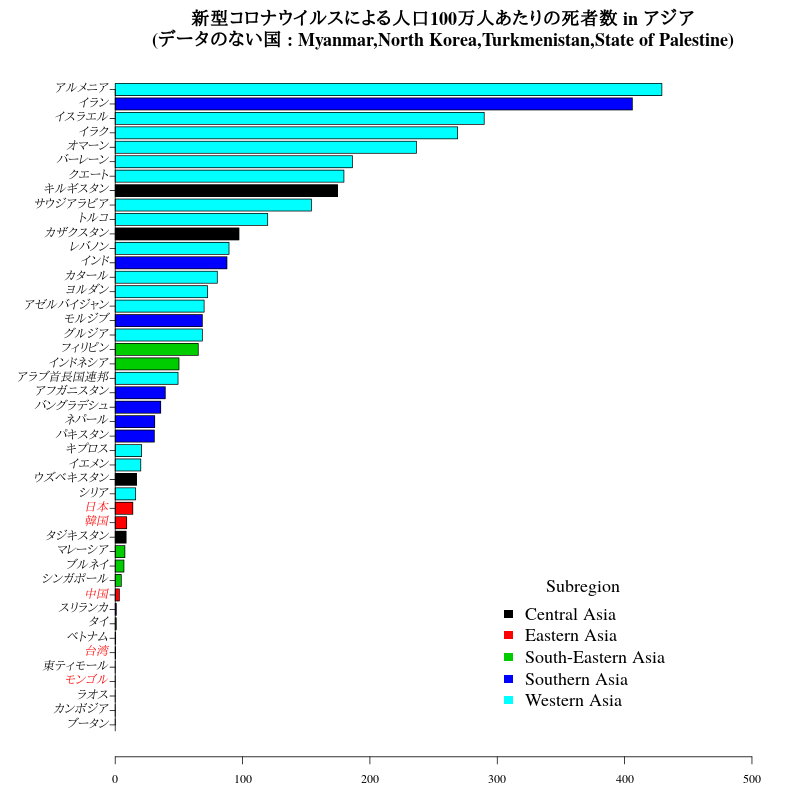 新型コロナウイルスによる人口100万人あたりの死者数 in アジア
(データのない国 : Myanmar,North Korea,Turkmenistan,State of Palestine)
アルメニア
イラン
イスラエル
イラク
オマーン
バーレーン
クエート
キルギスタン
サウジアラビア
トルコ
カザクスタン
レバノン
インド
カタール
ヨルダン
アゼルバイジャン
モルジブ
グルジア
フィリピン
インドネシア
アラブ首長国連邦
アフガニスタン
バングラデシュ
ネパール
パキスタン
キプロス
イエメン
ウズベキスタン
シリア
日本
韓国
タジキスタン
マレーシア
ブルネイ
シンガポール
中国
スリランカ
タイ
ベトナム
台湾
東ティモール
モンゴル
ラオス
カンボジア
ブータン
Subregion
Central Asia
Eastern Asia
South-Eastern Asia
Southern Asia
Western Asia
0 100 200 300 400 500